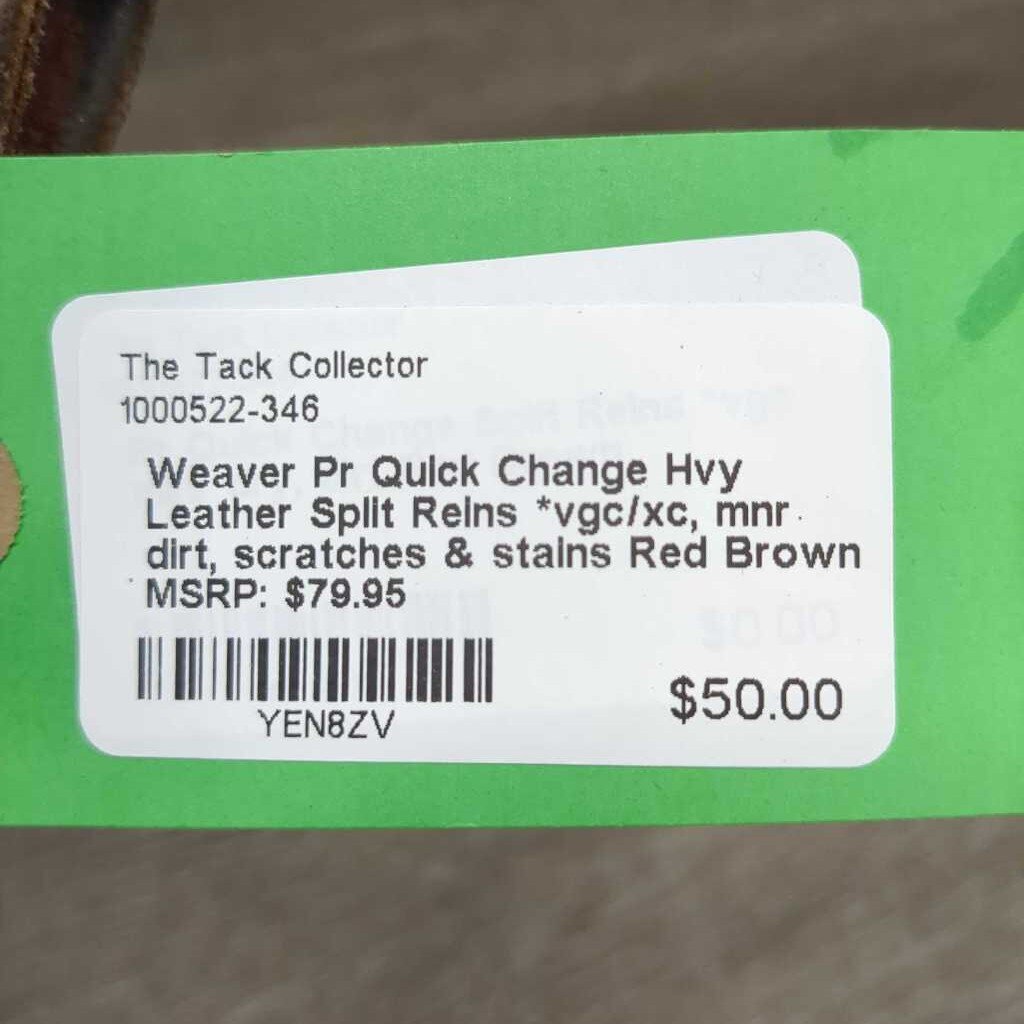 The Tack Collector
1000522-346
Weaver Pr Quick Change Hvy
Leather Split Reins *vgc/xc, mnr
dirt, scratches & stains Red Brown
MSRP: $79.95
YEN8ZV
$50.00